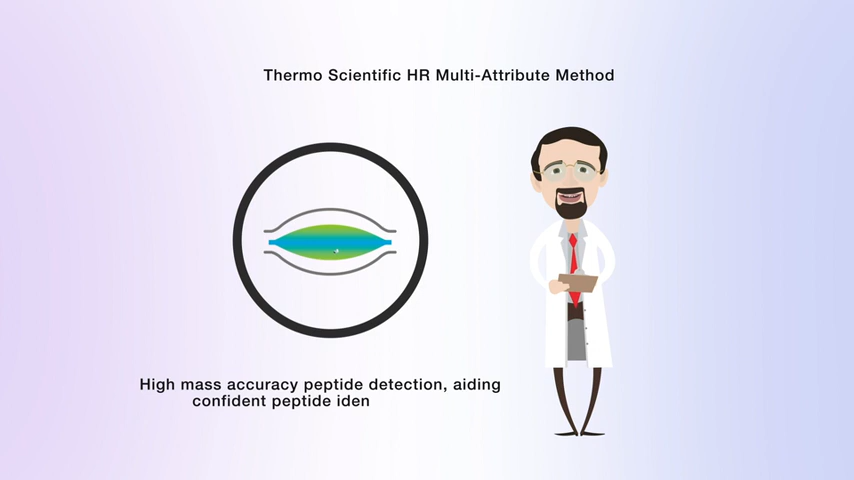 Thermo Scientific HR Multi-Attribute Method
High mass accuracy peptide detection, aiding
confident peptide iden